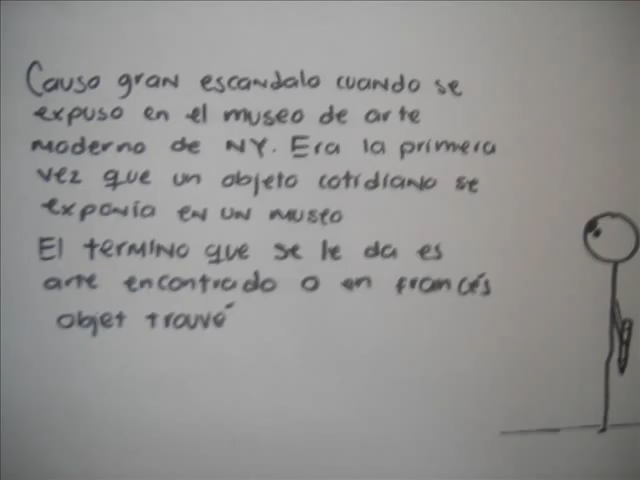 Causo gran escandalo cuando se
expuso en el museo de arte
moderno de NY. Era la primera
vez que un objeto cotidiano se
exponía en un museo
El termino que se le da es
arte encontrado o en francés
objet trauvé